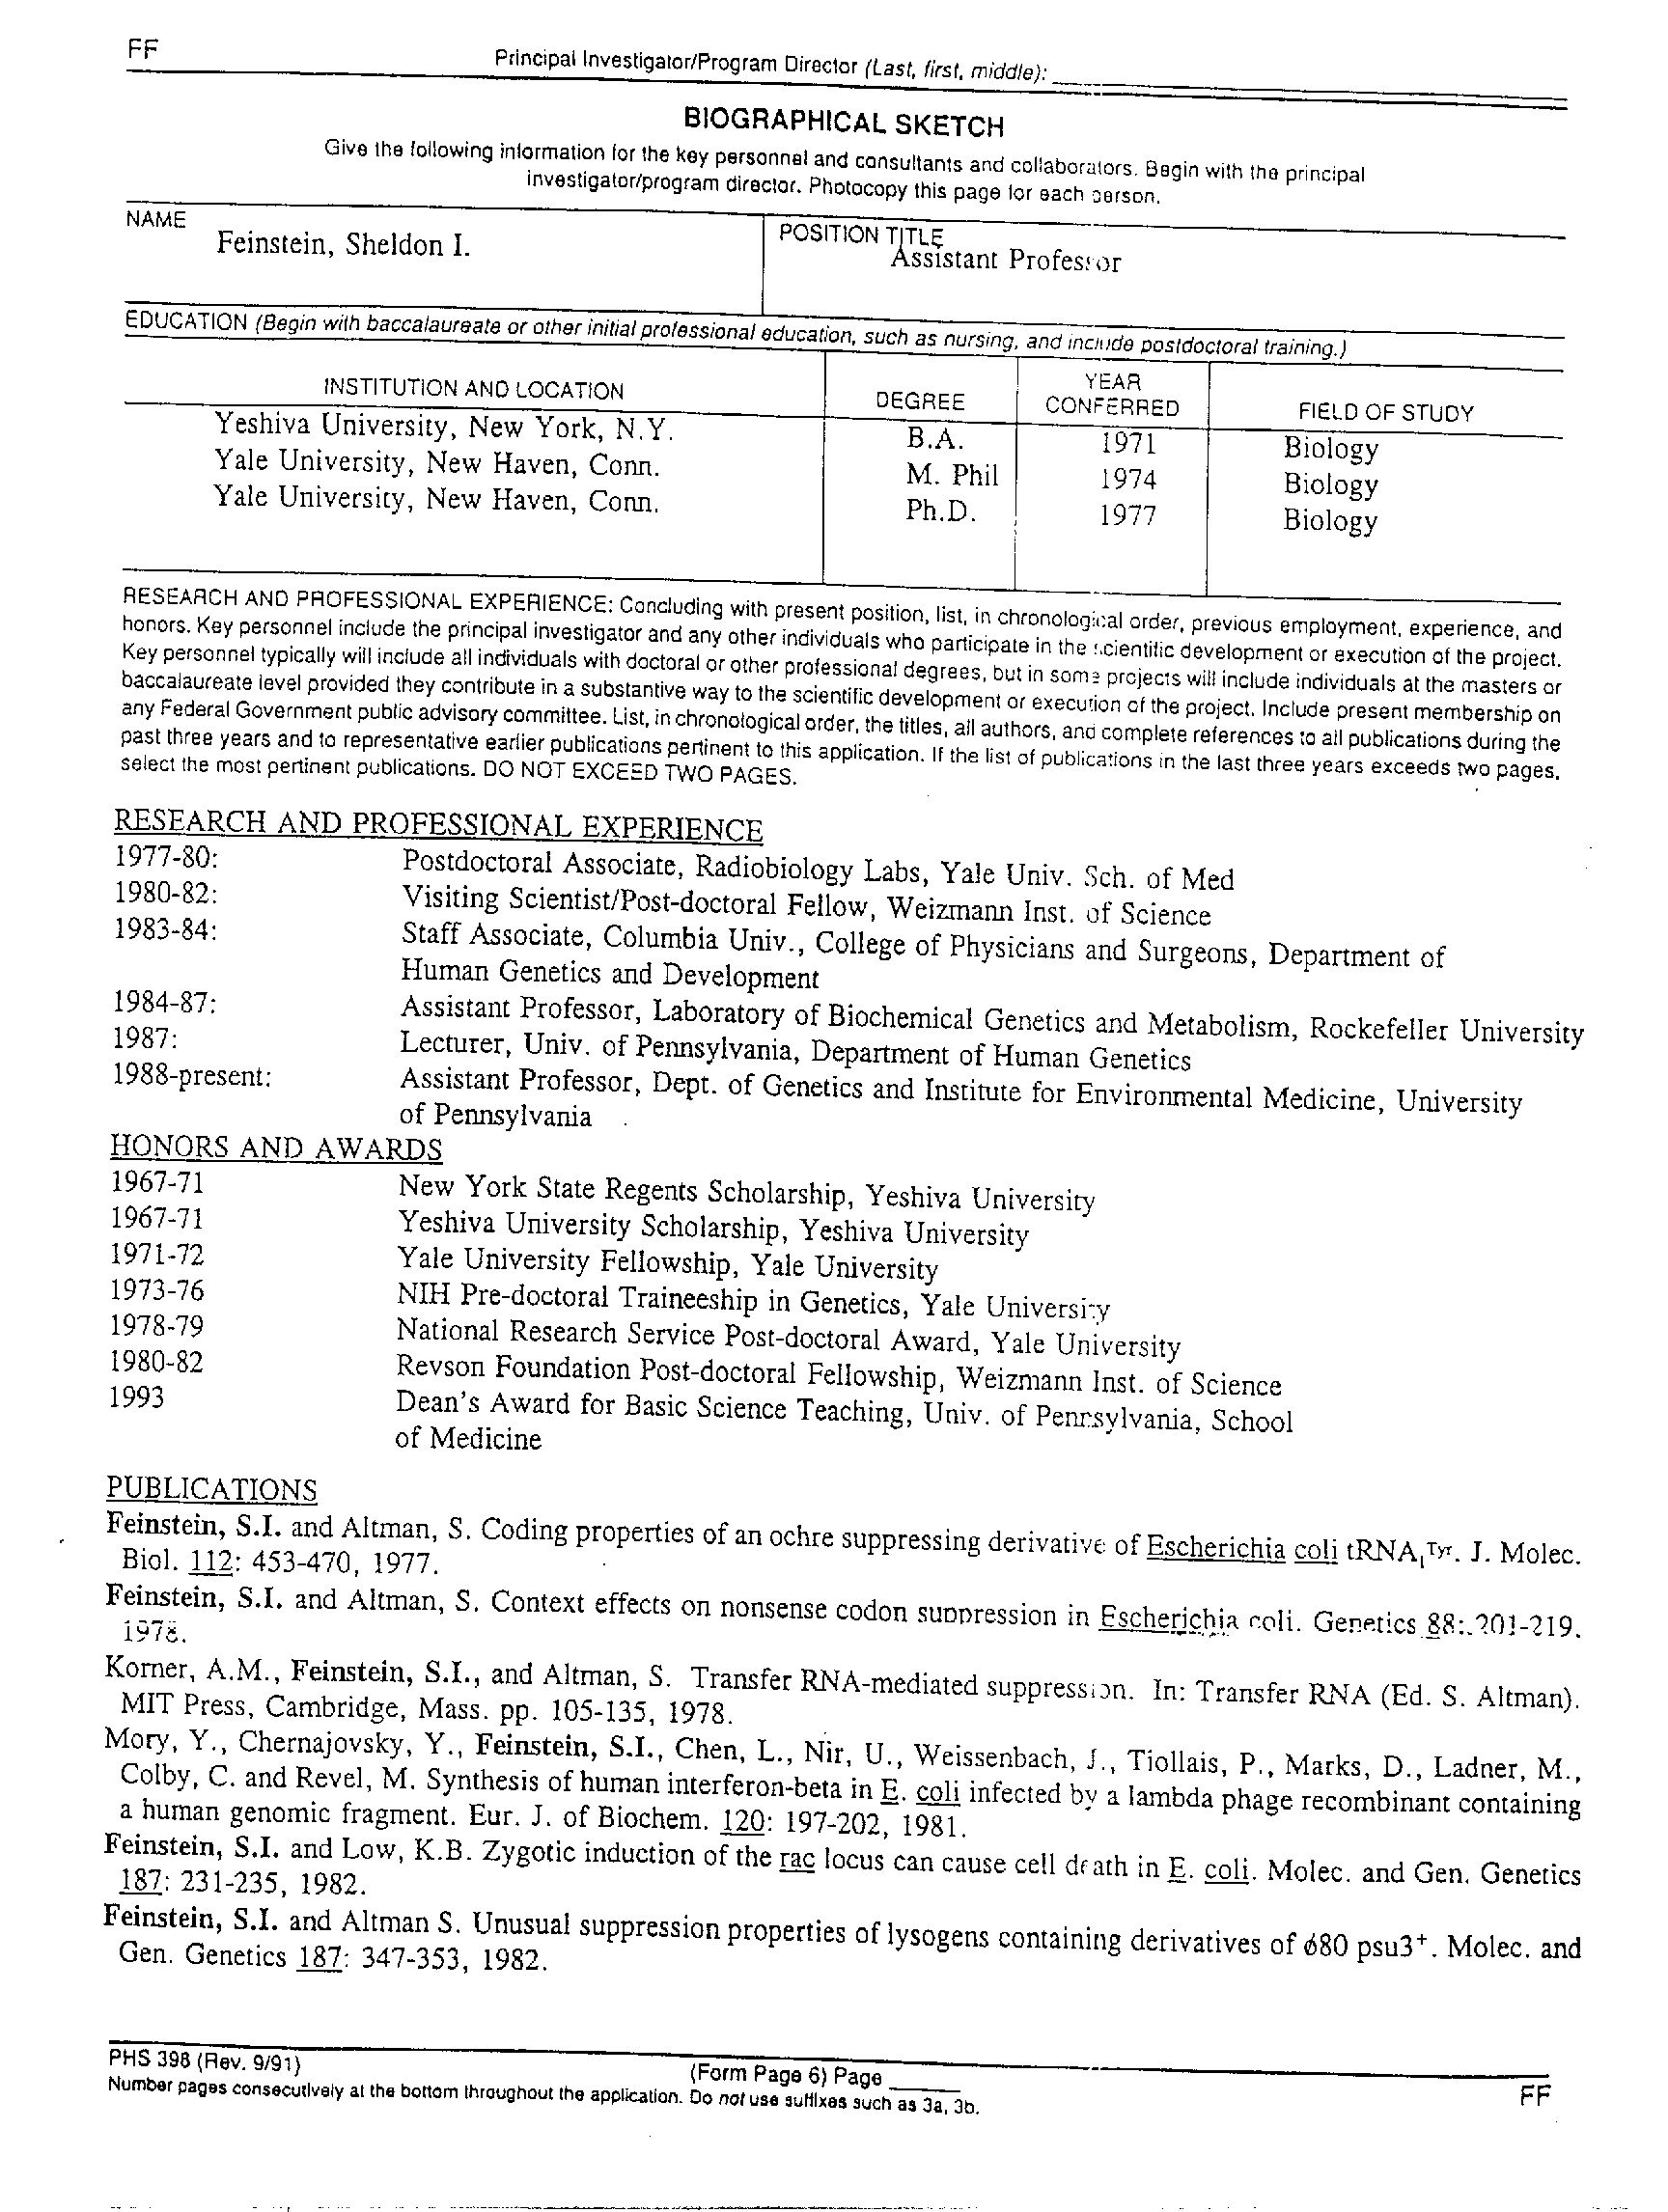 FF
Principal Investigator/Program Director (Last, first, middle):
BIOGRAPHICAL SKETCH
Give the following information for the key personnel and consultants and collaborators. Begin with the principal
investigator/program director. Photocopy this page for each person.
NAME
Feinstein, Sheldon I.
POSITION TITLE
Assistant Professor
EDUCATION (Begin with baccalaureate or other initial professional education, such as nursing, and include postdoctoral training.)
INSTITUTION AND LOCATION DEGREE YEAR CONFERRED FIELD OF STUDY
Yeshiva University, New York, N.Y. B.A. 1971 Biology
Yale University, New Haven, Conn. M. Phil 1974 Biology
Yale University, New Haven, Conn. Ph.D. 1977 Biology
RESEARCH AND PROFESSIONAL EXPERIENCE: Concluding with present position, list, in chronological order, previous employment, experience, and
honors. Key personnel include the principal investigator and any other individuals who participate in the scientific development or execution of the project.
Key personnel typically will include all individuals with doctoral or other professional degrees, but in some projects will include individuals at the masters or
baccalaureate level provided they contribute in a substantive way to the scientific development or execution of the project. Include present membership on
any Federal Government public advisory committee. List, in chronological order, the titles, all authors, and complete references to all publications during the
past three years and to representative earlier publications pertinent to this application. If the list of publications in the last three years exceeds two pages,
select the most pertinent publications. DO NOT EXCEED TWO PAGES.
RESEARCH AND PROFESSIONAL EXPERIENCE
1977-80: Postdoctoral Associate, Radiobiology Labs, Yale Univ. Sch. of Med
1980-82: Visiting Scientist/Post-doctoral Fellow, Weizmann Inst. of Science
1983-84: Staff Associate, Columbia Univ., College of Physicians and Surgeons, Department of
Human Genetics and Development
1984-87: Assistant Professor, Laboratory of Biochemical Genetics and Metabolism, Rockefeller University
1987: Lecturer, Univ. of Pennsylvania, Department of Human Genetics
1988-present: Assistant Professor, Dept. of Genetics and Institute for Environmental Medicine, University
of Pennsylvania
HONORS AND AWARDS
1967-71 New York State Regents Scholarship, Yeshiva University
1967-71 Yeshiva University Scholarship, Yeshiva University
1971-72 Yale University Fellowship, Yale University
1973-76 NIH Pre-doctoral Traineeship in Genetics, Yale University
1978-79 National Research Service Post-doctoral Award, Yale University
1980-82 Revson Foundation Post-doctoral Fellowship, Weizmann Inst. of Science
1993 Dean's Award for Basic Science Teaching, Univ. of Pennsylvania, School
of Medicine
PUBLICATIONS
Feinstein, S.I. and Altman, S. Coding properties of an ochre suppressing derivative of Escherichia coli tRNA₁ᵀʸʳ. J. Molec.
Biol. 112: 453-470, 1977.
Feinstein, S.I. and Altman, S. Context effects on nonsense codon suppression in Escherichia coli. Genetics 88: 201-219.
1978.
Korner, A.M., Feinstein, S.I., and Altman, S. Transfer RNA-mediated suppression. In: Transfer RNA (Ed. S. Altman).
MIT Press, Cambridge, Mass. pp. 105-135, 1978.
Mory, Y., Chernajovsky, Y., Feinstein, S.I., Chen, L., Nir, U., Weissenbach, J., Tiollais, P., Marks, D., Ladner, M.,
Colby, C. and Revel, M. Synthesis of human interferon-beta in E. coli infected by a lambda phage recombinant containing
a human genomic fragment. Eur. J. of Biochem. 120: 197-202, 1981.
Feinstein, S.I. and Low, K.B. Zygotic induction of the rac locus can cause cell death in E. coli. Molec. and Gen. Genetics
187: 231-235, 1982.
Feinstein, S.I. and Altman S. Unusual suppression properties of lysogens containing derivatives of ϕ80 psu3⁺. Molec. and
Gen. Genetics 187: 347-353, 1982.
PHS 398 (Rev. 9/91) (Form Page 6) Page
Number pages consecutively at the bottom throughout the application. Do not use suffixes such as 3a, 3b.
FF